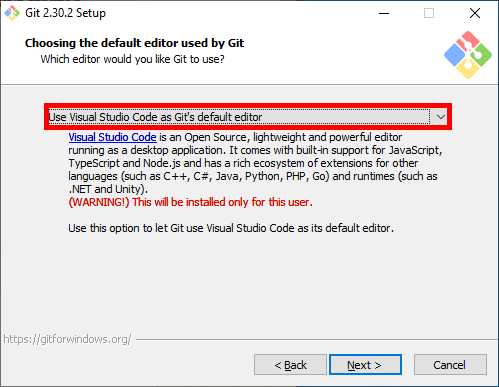 Git 2.30.2 Setup
Choosing the default editor used by Git
Which editor would you like Git to use?
Use Visual Studio Code as Git's default editor
Visual Studio Code is an Open Source, lightweight and powerful editor
running as a desktop application. It comes with built-in support for JavaScript,
TypeScript and Node.js and has a rich ecosystem of extensions for other
languages (such as C++, C#, Java, Python, PHP, Go) and runtimes (such as
.NET and Unity).
(WARNING!) This will be installed only for this user.
Use this option to let Git use Visual Studio Code as its default editor.
https://gitforwindows.org/
< Back
Next >
Cancel